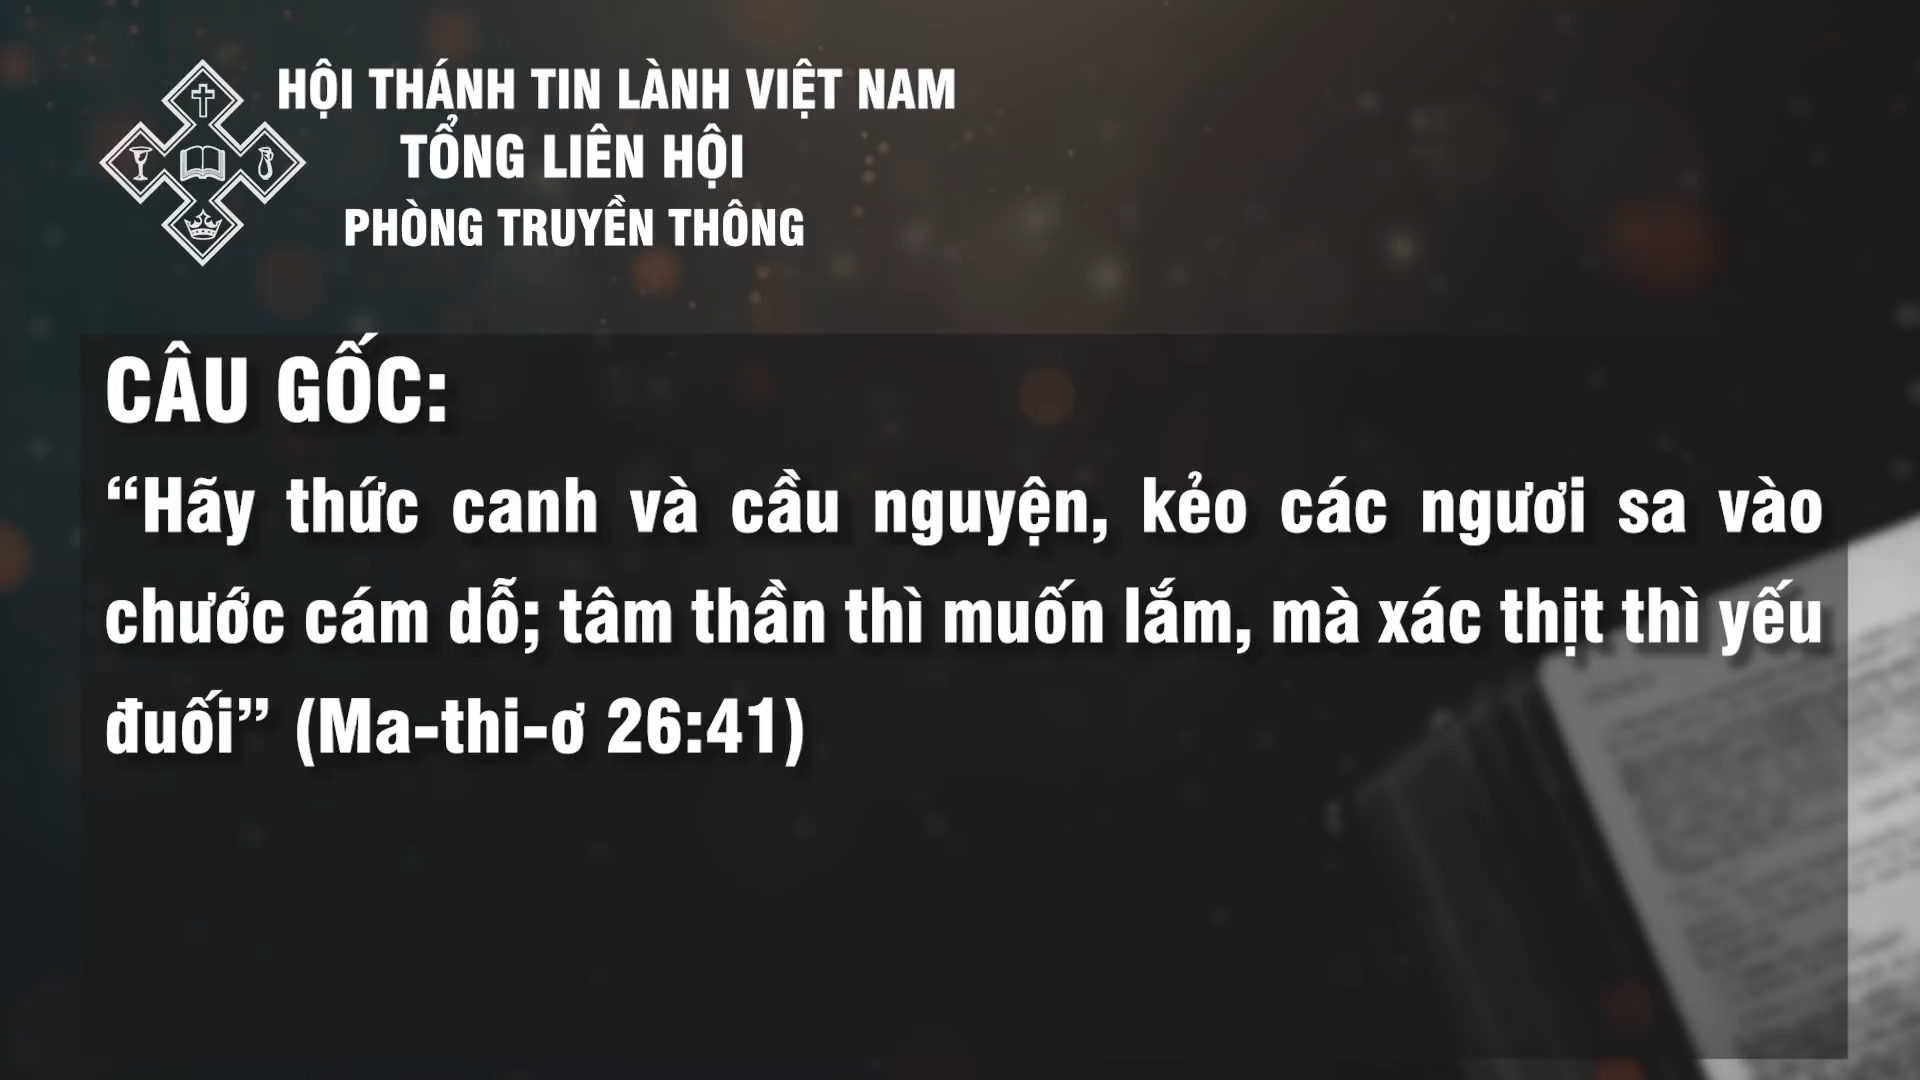 HỘI THÁNH TIN LÀNH VIỆT NAM
TỔNG LIÊN HỘI
PHÒNG TRUYỀN THÔNG
CÂU GỐC:
“Hãy thức canh và cầu nguyện, kẻo các ngươi sa vào
chước cám dỗ; tâm thần thì muốn lắm, mà xác thịt thì yếu
đuối” (Ma-thi-ơ 26:41)